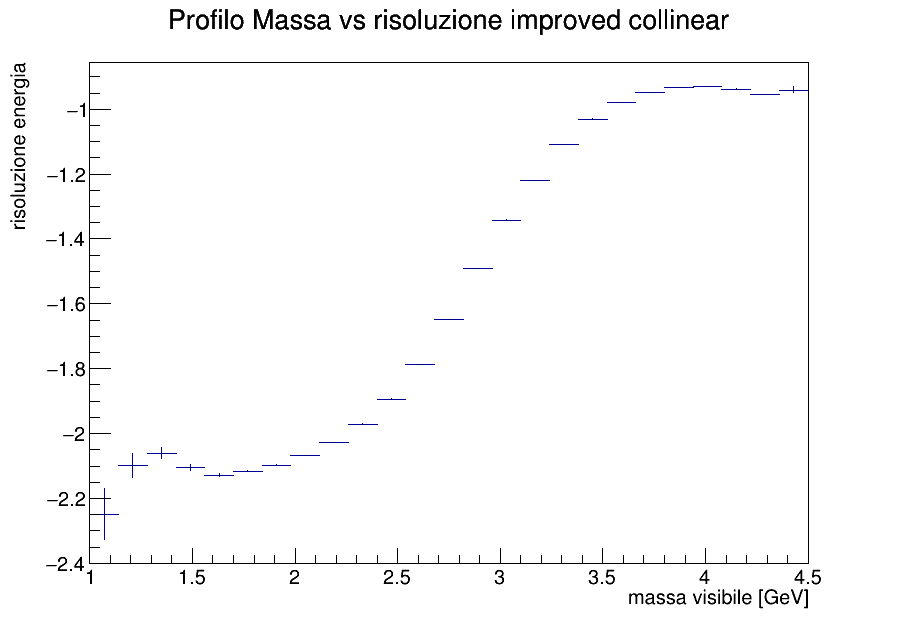 Profilo Massa vs risoluzione improved collinear
risoluzione energia
−1
−1.2
−1.4
−1.6
−1.8
−2
−2.2
−2.4
1 1.5 2 2.5 3 3.5 4 4.5
massa visibile [GeV]